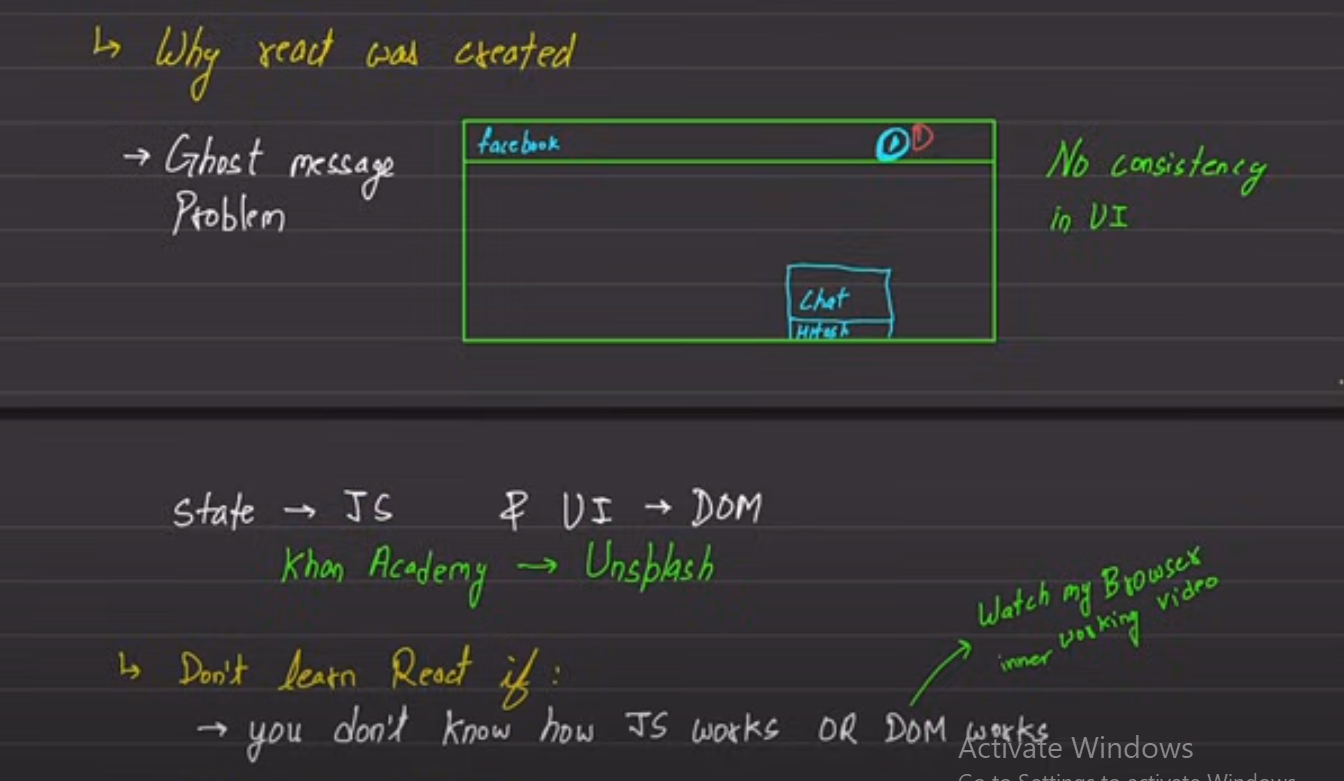 ↳ Why react was created
→ Ghost message
Problem
facebook
No consistency
in UI
Chat
Hitesh
State → JS & UI → DOM
Khan Academy → Unsplash
Watch my Browser
inner working video
↳ Don't learn React if :
→ you don't know how JS works OR DOM works
Activate Windows
Go to Settings to activate Windows.